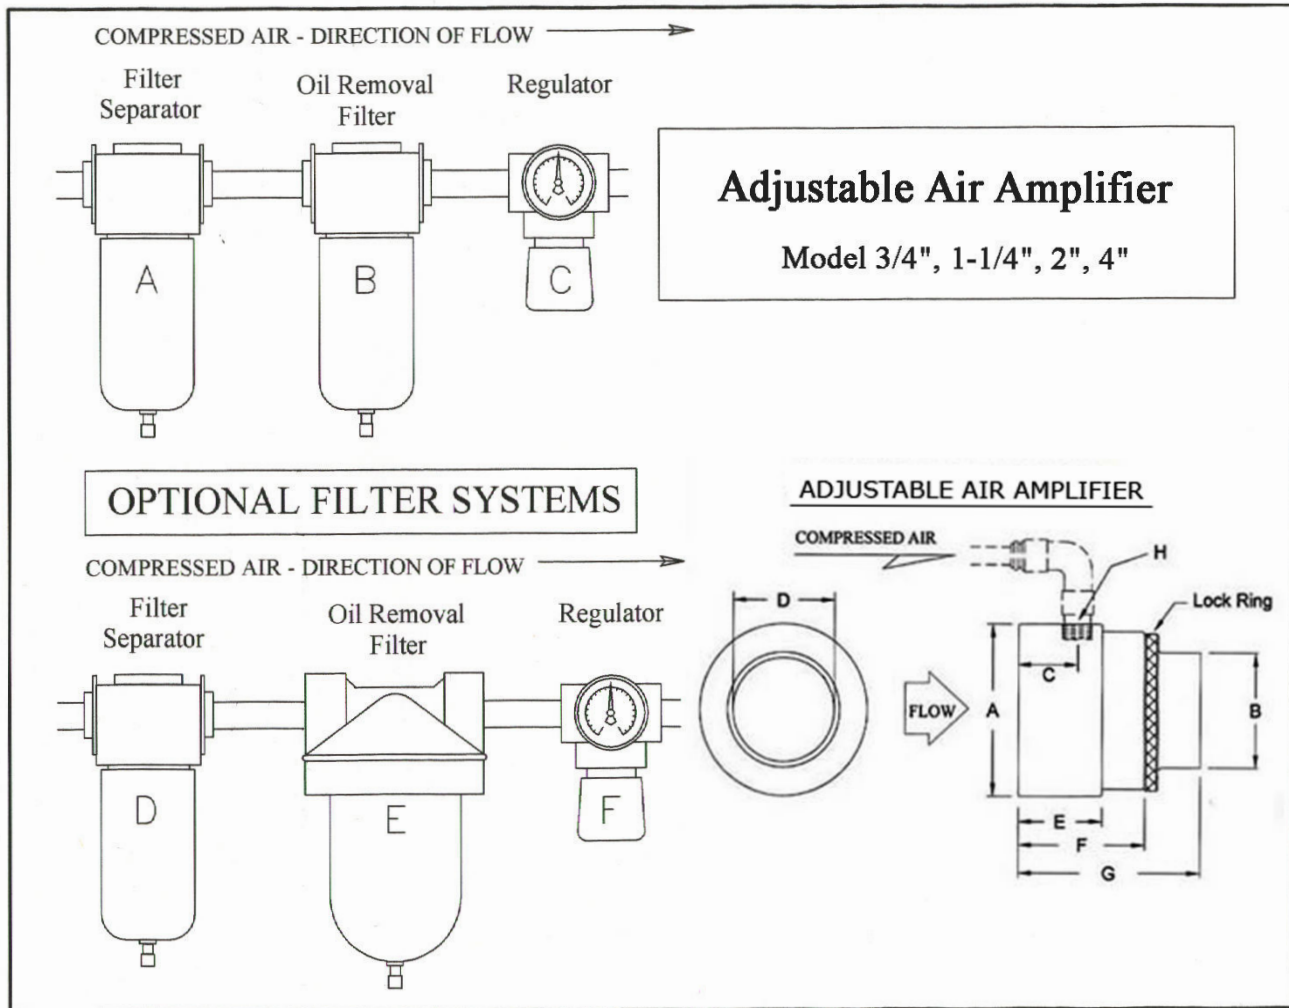 COMPRESSED AIR - DIRECTION OF FLOW
Filter
Separator
Oil Removal
Filter
Regulator
A
B
C
Adjustable Air Amplifier
Model 3/4", 1-1/4", 2", 4"
OPTIONAL FILTER SYSTEMS
COMPRESSED AIR - DIRECTION OF FLOW
Filter
Separator
Oil Removal
Filter
Regulator
D
E
F
ADJUSTABLE AIR AMPLIFIER
COMPRESSED AIR
H
D
Lock Ring
C
FLOW
A
B
E
F
G